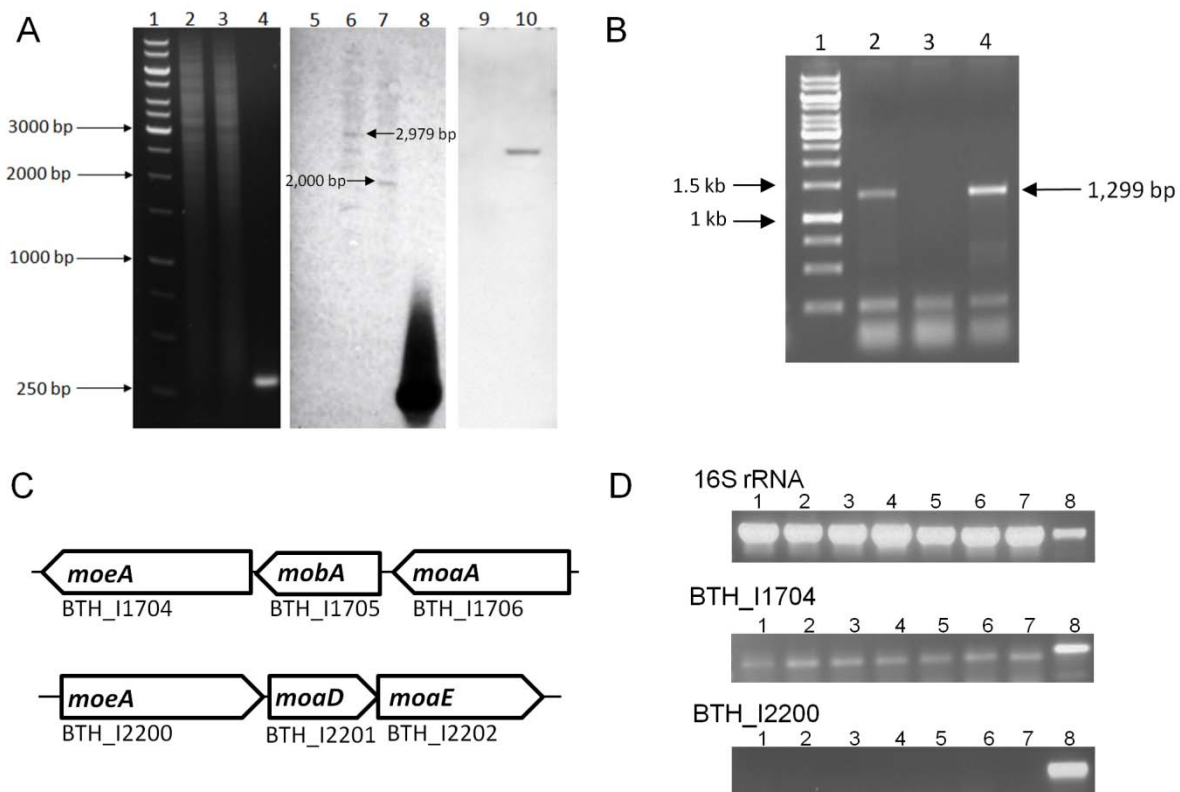 A
1 2 3 4 5 6 7 8 9 10
3000 bp
2000 bp
1000 bp
250 bp
2,979 bp
2,000 bp
B
1 2 3 4
1.5 kb
1 kb
1,299 bp
C
moeA mobA moaA
BTH_I1704 BTH_I1705 BTH_I1706
moeA moaD moaE
BTH_I2200 BTH_I2201 BTH_I2202
D
16S rRNA
1 2 3 4 5 6 7 8
BTH_I1704
1 2 3 4 5 6 7 8
BTH_I2200
1 2 3 4 5 6 7 8